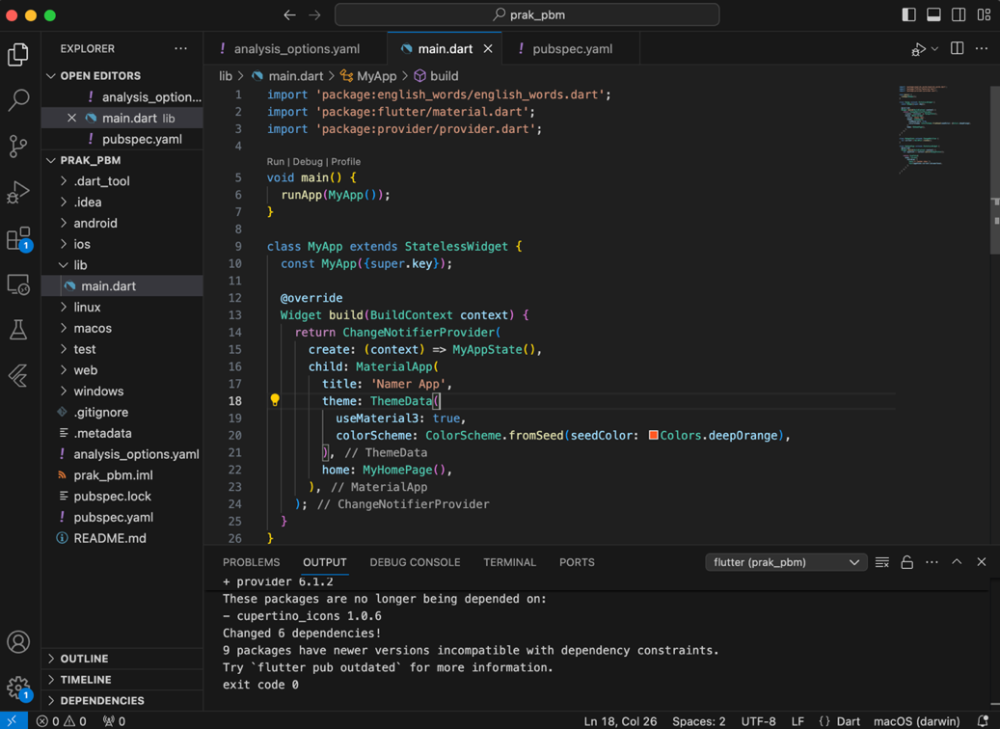 prak_pbm
EXPLORER
OPEN EDITORS
! analysis_option...
main.dart lib
! pubspec.yaml
PRAK_PBM
.dart_tool
.idea
android
ios
lib
main.dart
linux
macos
test
web
windows
.gitignore
.metadata
! analysis_options.yaml
prak_pbm.iml
pubspec.lock
! pubspec.yaml
README.md
OUTLINE
TIMELINE
DEPENDENCIES
1
1
! analysis_options.yaml
main.dart
! pubspec.yaml
lib > main.dart > MyApp > build
1 import 'package:english_words/english_words.dart';
2 import 'package:flutter/material.dart';
3 import 'package:provider/provider.dart';
4
Run | Debug | Profile
5 void main() {
6 runApp(MyApp());
7 }
8
9 class MyApp extends StatelessWidget {
10 const MyApp({super.key});
11
12 @override
13 Widget build(BuildContext context) {
14 return ChangeNotifierProvider(
15 create: (context) => MyAppState(),
16 child: MaterialApp(
17 title: 'Namer App',
18 theme: ThemeData(
19 useMaterial3: true,
20 colorScheme: ColorScheme.fromSeed(seedColor: Colors.deepOrange),
21 ), // ThemeData
22 home: MyHomePage(),
23 ), // MaterialApp
24 ); // ChangeNotifierProvider
25 }
26 }
PROBLEMS OUTPUT DEBUG CONSOLE TERMINAL PORTS
flutter (prak_pbm)
+ provider 6.1.2
These packages are no longer being depended on:
- cupertino_icons 1.0.6
Changed 6 dependencies!
9 packages have newer versions incompatible with dependency constraints.
Try `flutter pub outdated` for more information.
exit code 0
0 0 0
Ln 18, Col 26 Spaces: 2 UTF-8 LF {} Dart macOS (darwin)